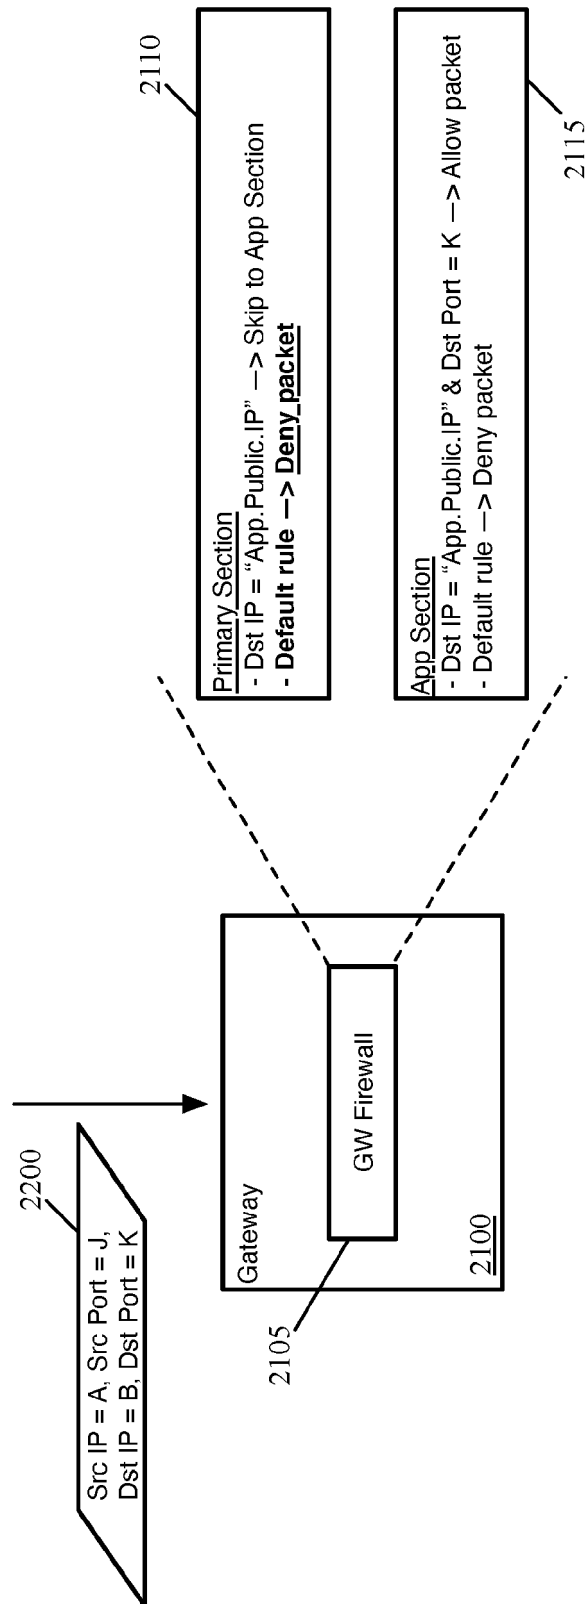 2200
Src IP = A, Src Port = J,
Dst IP = B, Dst Port = K
Gateway
GW Firewall
2105
2100
2110
Primary Section
- Dst IP = “App.Public.IP” —> Skip to App Section
- Default rule —> Deny packet
App Section
- Dst IP = “App.Public.IP” & Dst Port = K —> Allow packet
- Default rule —> Deny packet
2115